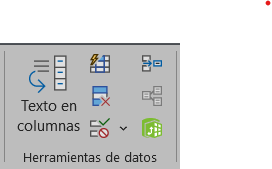 Texto en
columnas
Herramientas de datos